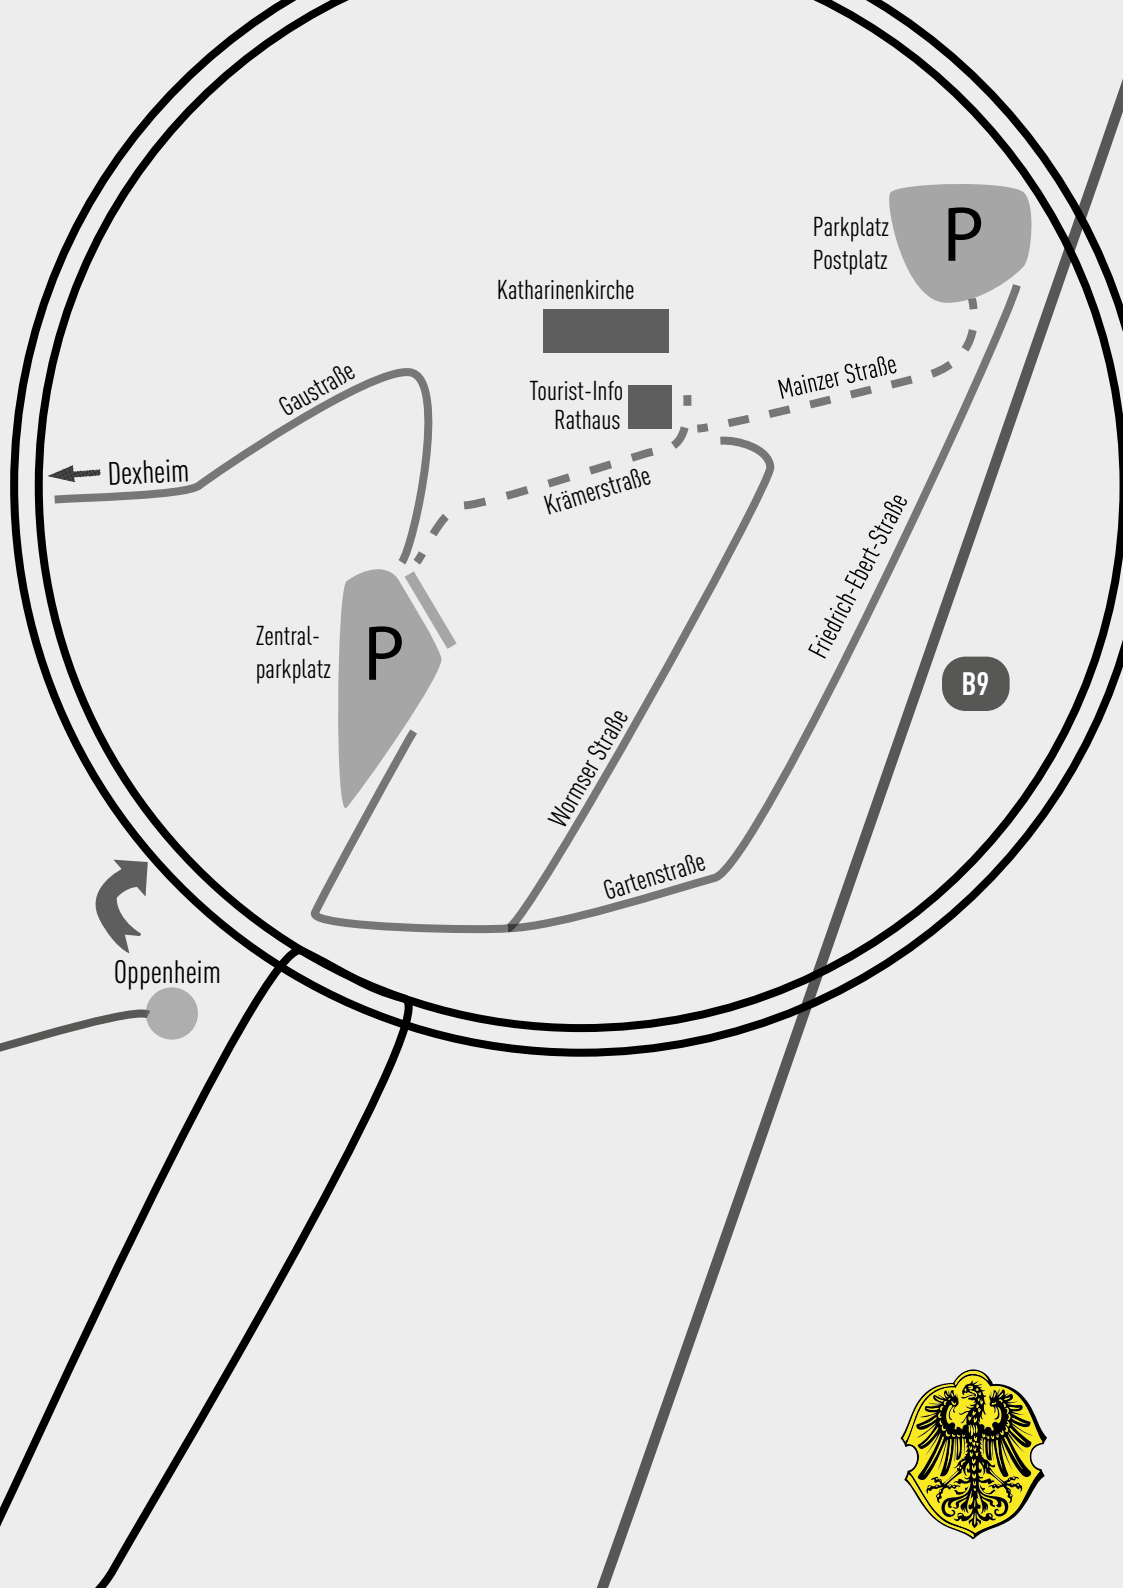 Parkplatz
Postplatz
P
Katharinenkirche
Tourist-Info
Rathaus
Mainzer Straße
Gaustraße
Dexheim
Krämerstraße
Friedrich-Ebert-Straße
Zentral-
parkplatz
P
B9
Wormser Straße
Gartenstraße
Oppenheim